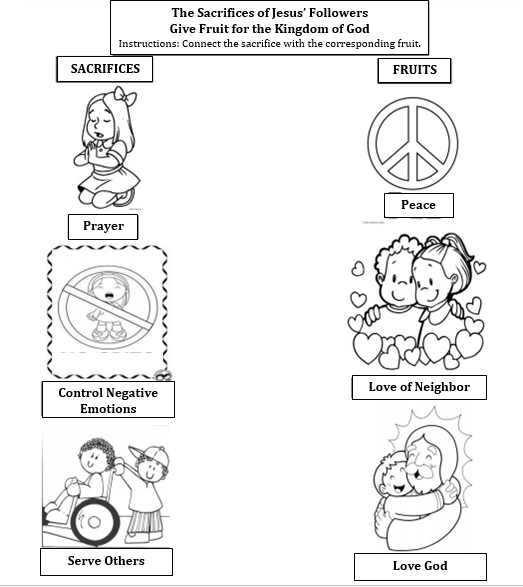 The Sacrifices of Jesus' Followers
Give Fruit for the Kingdom of God
Instructions: Connect the sacrifice with the corresponding fruit.
SACRIFICES
FRUITS
Prayer
Peace
Control Negative
Emotions
Love of Neighbor
Serve Others
Love God